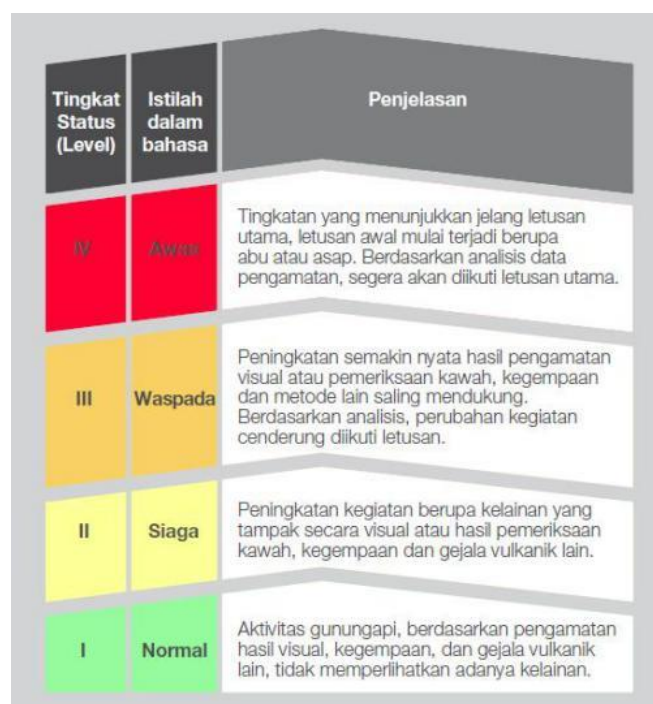 Tingkat
Status
(Level)
Istilah
dalam
bahasa
Penjelasan
IV
Awas
Tingkatan yang menunjukkan jelang letusan
utama, letusan awal mulai terjadi berupa
abu atau asap. Berdasarkan analisis data
pengamatan, segera akan diikuti letusan utama.
III
Waspada
Peningkatan semakin nyata hasil pengamatan
visual atau pemeriksaan kawah, kegempaan
dan metode lain saling mendukung.
Berdasarkan analisis, perubahan kegiatan
cenderung diikuti letusan.
II
Siaga
Peningkatan kegiatan berupa kelainan yang
tampak secara visual atau hasil pemeriksaan
kawah, kegempaan dan gejala vulkanik lain.
I
Normal
Aktivitas gunungapi, berdasarkan pengamatan
hasil visual, kegempaan, dan gejala vulkanik
lain, tidak memperlihatkan adanya kelainan.